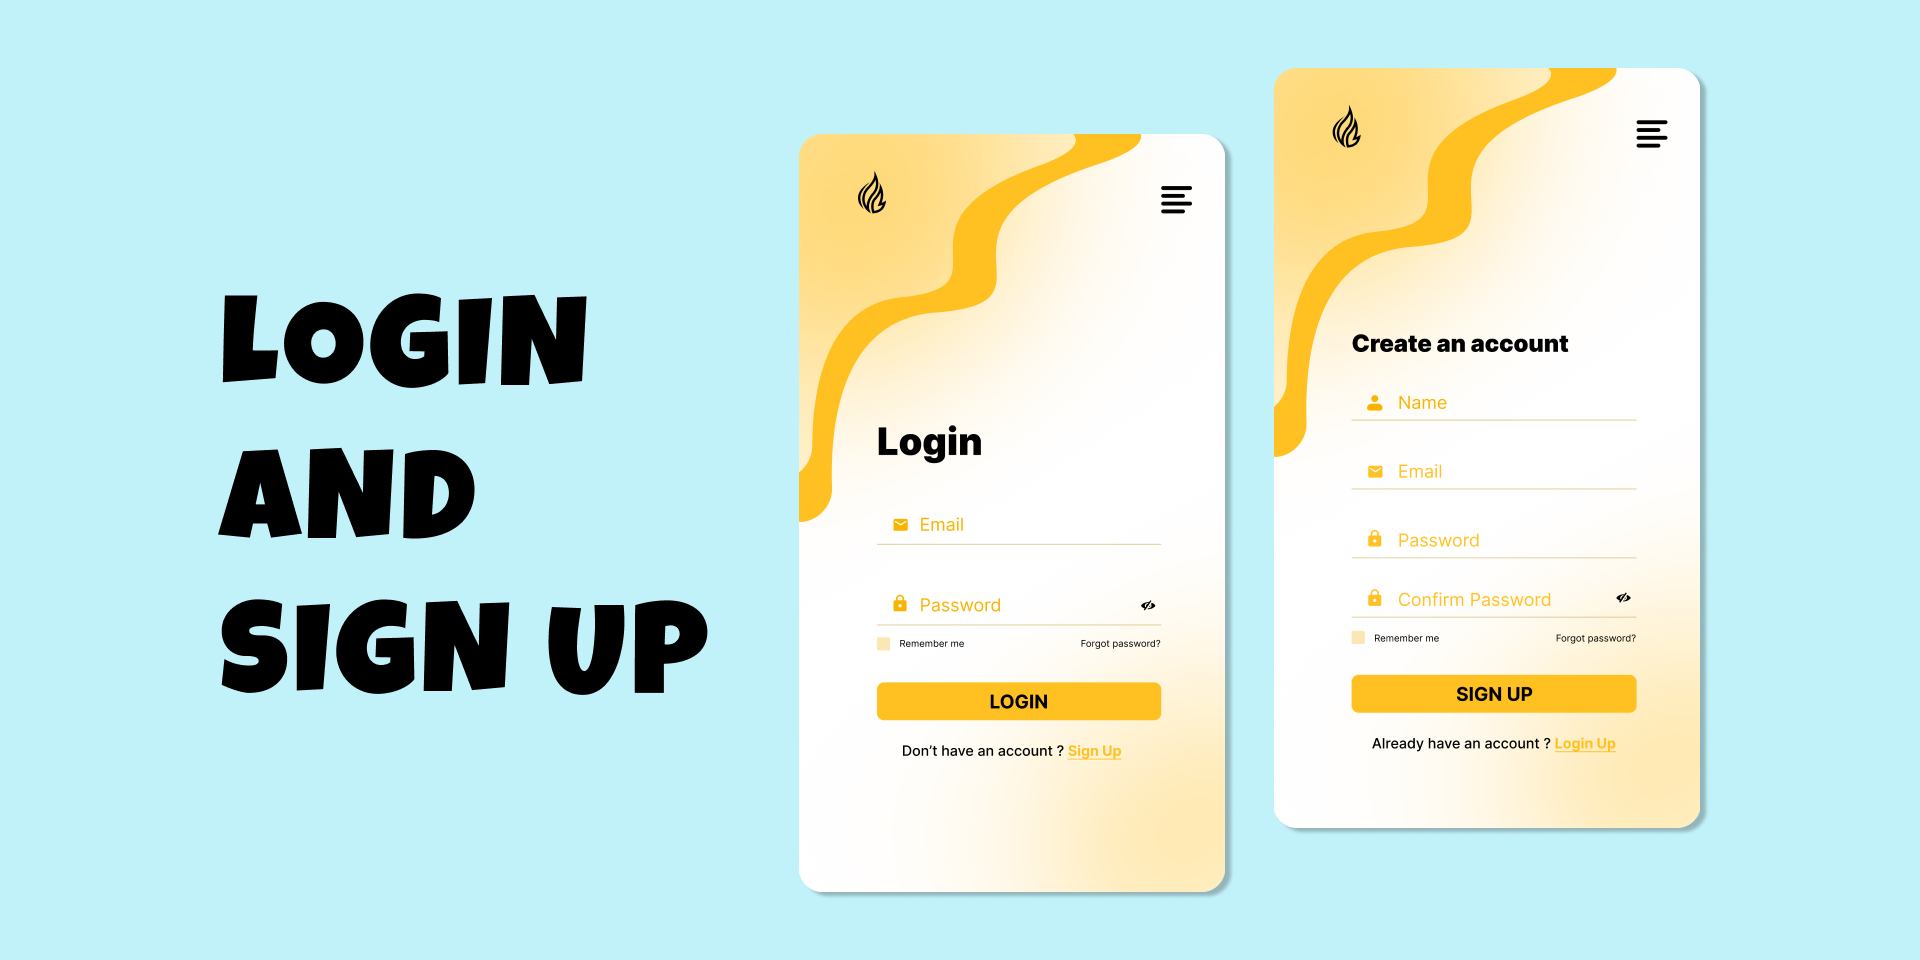 LOGIN
AND
SIGN UP
Login
Email
Password
Remember me
Forgot password?
LOGIN
Don't have an account ? Sign Up
Create an account
Name
Email
Password
Confirm Password
Remember me
Forgot password?
SIGN UP
Already have an account ? Login Up